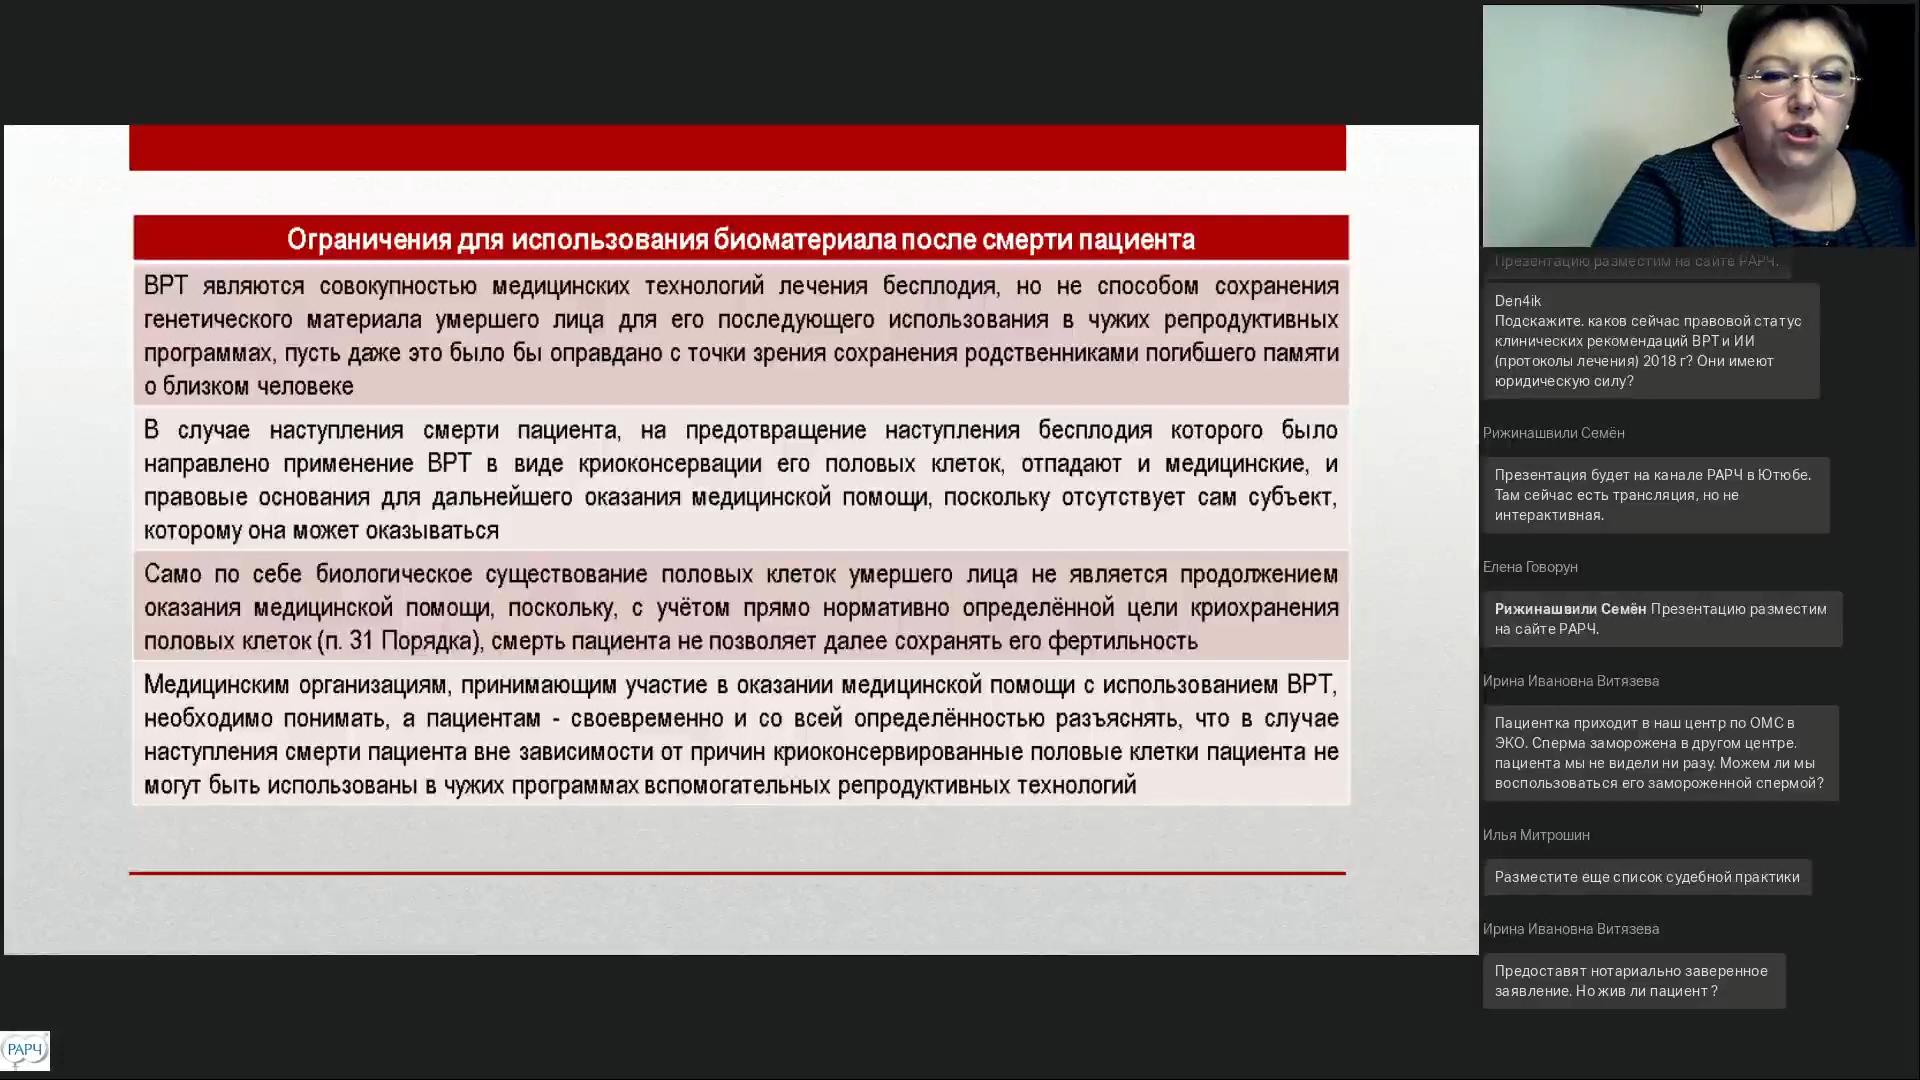 Ограничения для использования биоматериала после смерти пациента
ВРТ являются совокупностью медицинских технологий лечения бесплодия, но не способом сохранения
генетического материала умершего лица для его последующего использования в чужих репродуктивных
программах, пусть даже это было бы оправдано с точки зрения сохранения родственниками погибшего памяти
о близком человеке
В случае наступления смерти пациента, на предотвращение наступления бесплодия которого было
направлено применение ВРТ в виде криоконсервации его половых клеток, отпадают и медицинские, и
правовые основания для дальнейшего оказания медицинской помощи, поскольку отсутствует сам субъект,
которому она может оказываться
Само по себе биологическое существование половых клеток умершего лица не является продолжением
оказания медицинской помощи, поскольку, с учётом прямо нормативно определённой цели криохранения
половых клеток (п. 31 Порядка), смерть пациента не позволяет далее сохранять его фертильность
Медицинским организациям, принимающим участие в оказании медицинской помощи с использованием ВРТ,
необходимо понимать, а пациентам - своевременно и со всей определённостью разъяснять, что в случае
наступления смерти пациента вне зависимости от причин криоконсервированные половые клетки пациента не
могут быть использованы в чужих программах вспомогательных репродуктивных технологий
Презентацию разместим на сайте РАРЧ.
Den4ik
Подскажите. каков сейчас правовой статус
клинических рекомендаций ВРТ и ИИ
(протоколы лечения) 2018 г? Они имеют
юридическую силу?
Рижинашвили Семён
Презентация будет на канале РАРЧ в Ютюбе.
Там сейчас есть трансляция, но не
интерактивная.
Елена Говорун
Рижинашвили Семён Презентацию разместим
на сайте РАРЧ.
Ирина Ивановна Витязева
Пациентка приходит в наш центр по ОМС в
ЭКО. Сперма заморожена в другом центре.
пациента мы не видели ни разу. Можем ли мы
воспользоваться его замороженной спермой?
Илья Митрошин
Разместите еще список судебной практики
Ирина Ивановна Витязева
Предоставят нотариально заверенное
заявление. Но жив ли пациент ?
РАРЧ